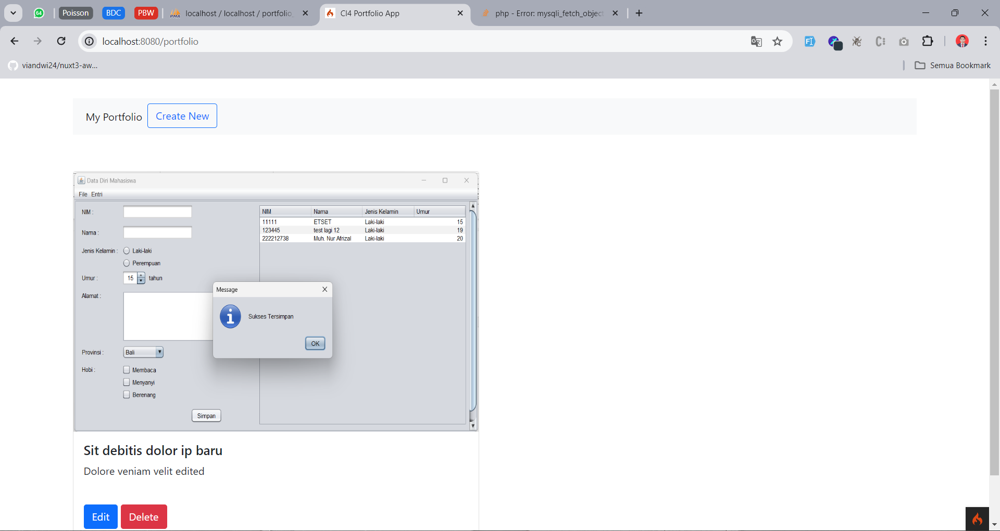 64
Poisson
BDC
PBW
localhost / localhost / portfolio_
CI4 Portfolio App
php - Error: mysqli_fetch_object
localhost:8080/portfolio
viandwi24/nuxt3-aw...
Semua Bookmark
My Portfolio
Create New
Data Diri Mahasiswa
File Entri
NIM :
Nama :
Jenis Kelamin :
Laki-laki
Perempuan
Umur :
15
tahun
Alamat :
Provinsi :
Bali
Hobi :
Membaca
Menyanyi
Berenang
Simpan
NIM Nama Jenis Kelamin Umur
11111 ETSET Laki-laki 15
123445 test lagi 12 Laki-laki 19
222212738 Muh. Nur Afrizal Laki-laki 20
Message
Sukses Tersimpan
OK
Sit debitis dolor ip baru
Dolore veniam velit edited
Edit
Delete